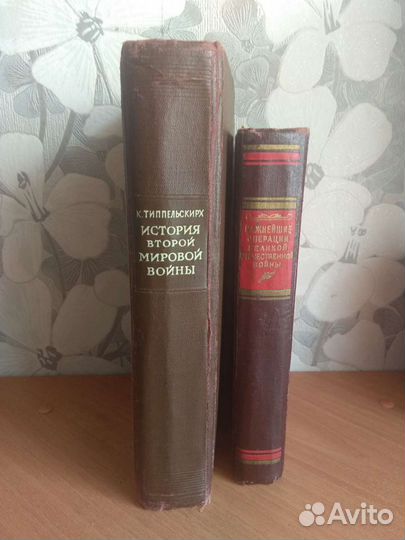 К. ТИППЕЛЬСКИРХ
ИСТОРИЯ
ВТОРОЙ
МИРОВОЙ
ВОЙНЫ
ВАЖНЕЙШИЕ
ОПЕРАЦИИ
ВЕЛИКОЙ
ОТЕЧЕСТВЕННОЙ
ВОЙНЫ
Avito